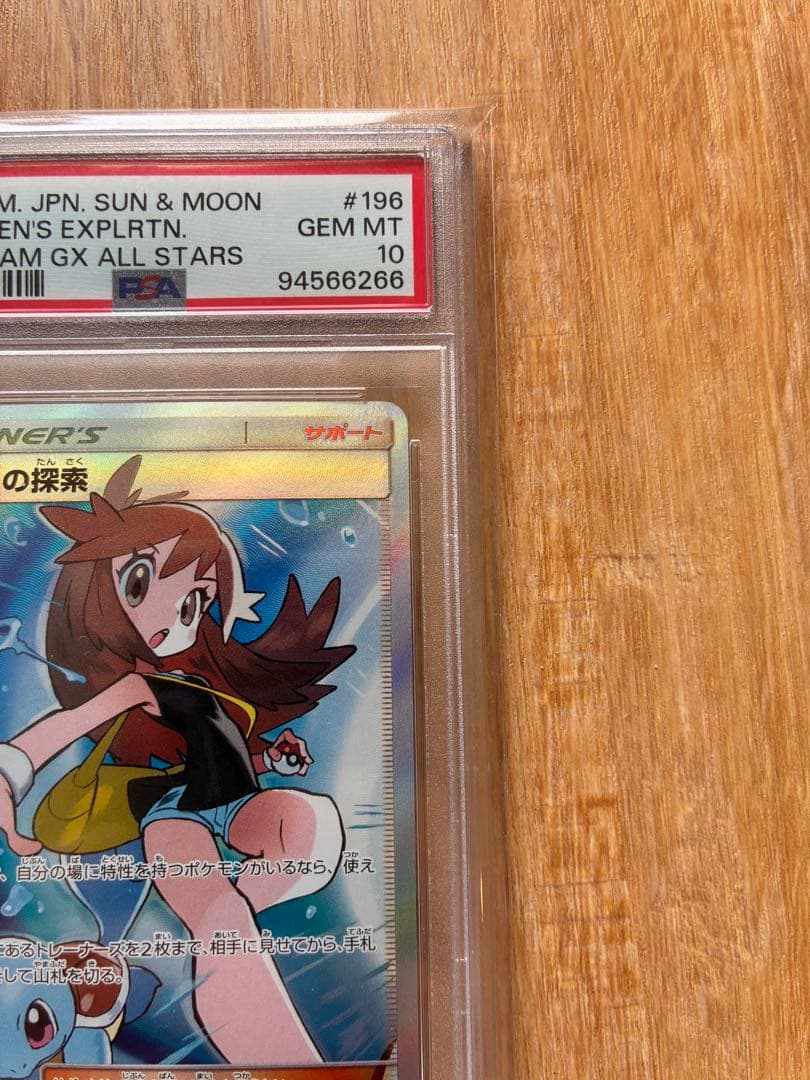 M. JPN. SUN & MOON #196
EN'S EXPLRTN. GEM MT
AM GX ALL STARS 10
PSA 94566266
NER'S サポート
たん さく
の探索
じぶん ば とくせい も つか
、自分の場に特性を持つポケモンがいるなら、使え
まい あいて み てふだ
にあるトレーナーズを2枚まで、相手に見せてから、手札
やまふだ き
して山札を切る。